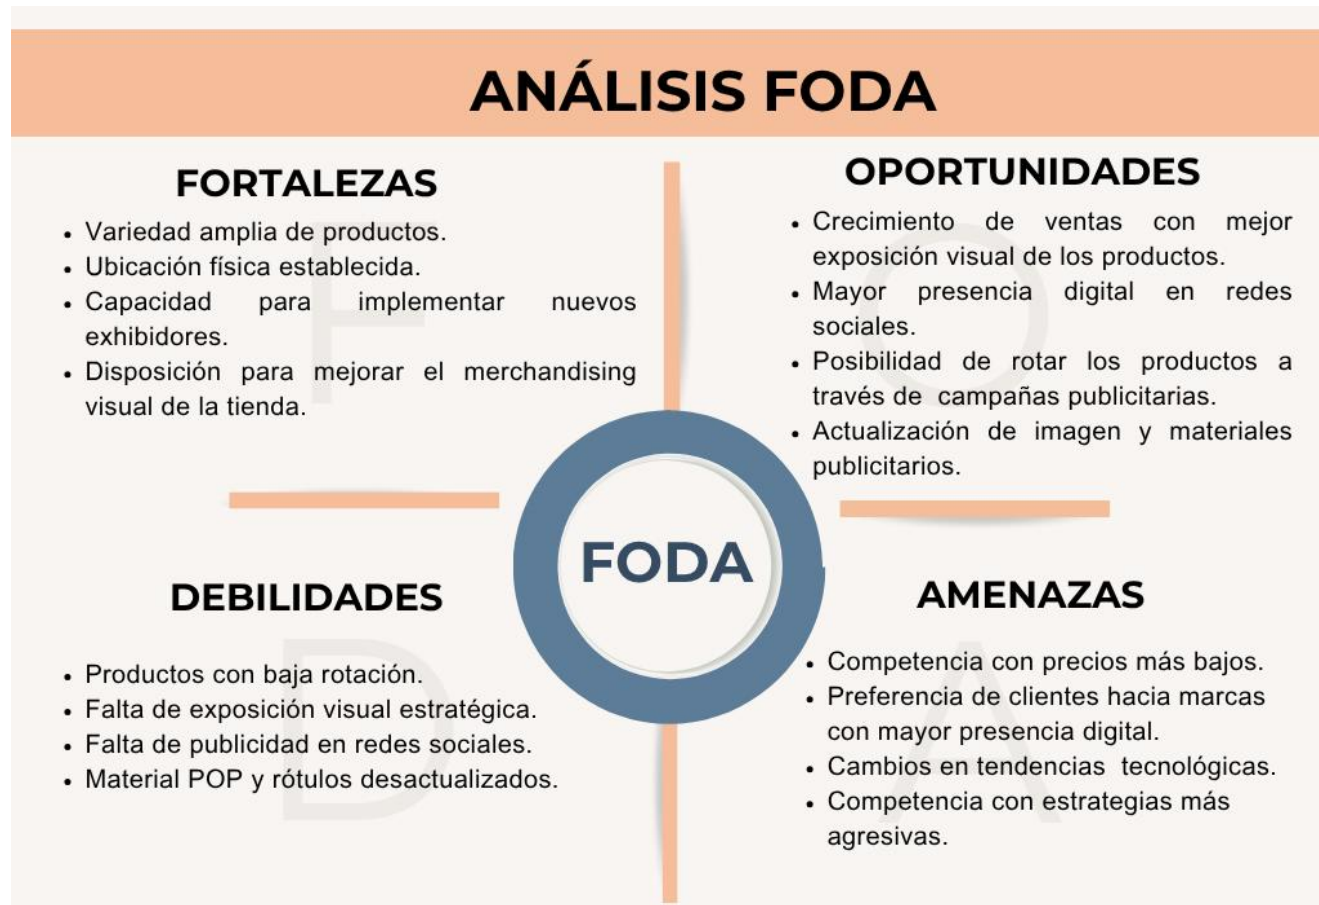 ANÁLISIS FODA
FORTALEZAS
• Variedad amplia de productos.
• Ubicación física establecida.
• Capacidad para implementar nuevos
exhibidores.
• Disposición para mejorar el merchandising
visual de la tienda.
F
OPORTUNIDADES
• Crecimiento de ventas con mejor
exposición visual de los productos.
• Mayor presencia digital en redes
sociales.
• Posibilidad de rotar los productos a
través de campañas publicitarias.
• Actualización de imagen y materiales
publicitarios.
O
FODA
DEBILIDADES
• Productos con baja rotación.
• Falta de exposición visual estratégica.
• Falta de publicidad en redes sociales.
• Material POP y rótulos desactualizados.
D
AMENAZAS
• Competencia con precios más bajos.
• Preferencia de clientes hacia marcas
con mayor presencia digital.
• Cambios en tendencias tecnológicas.
• Competencia con estrategias más
agresivas.
A